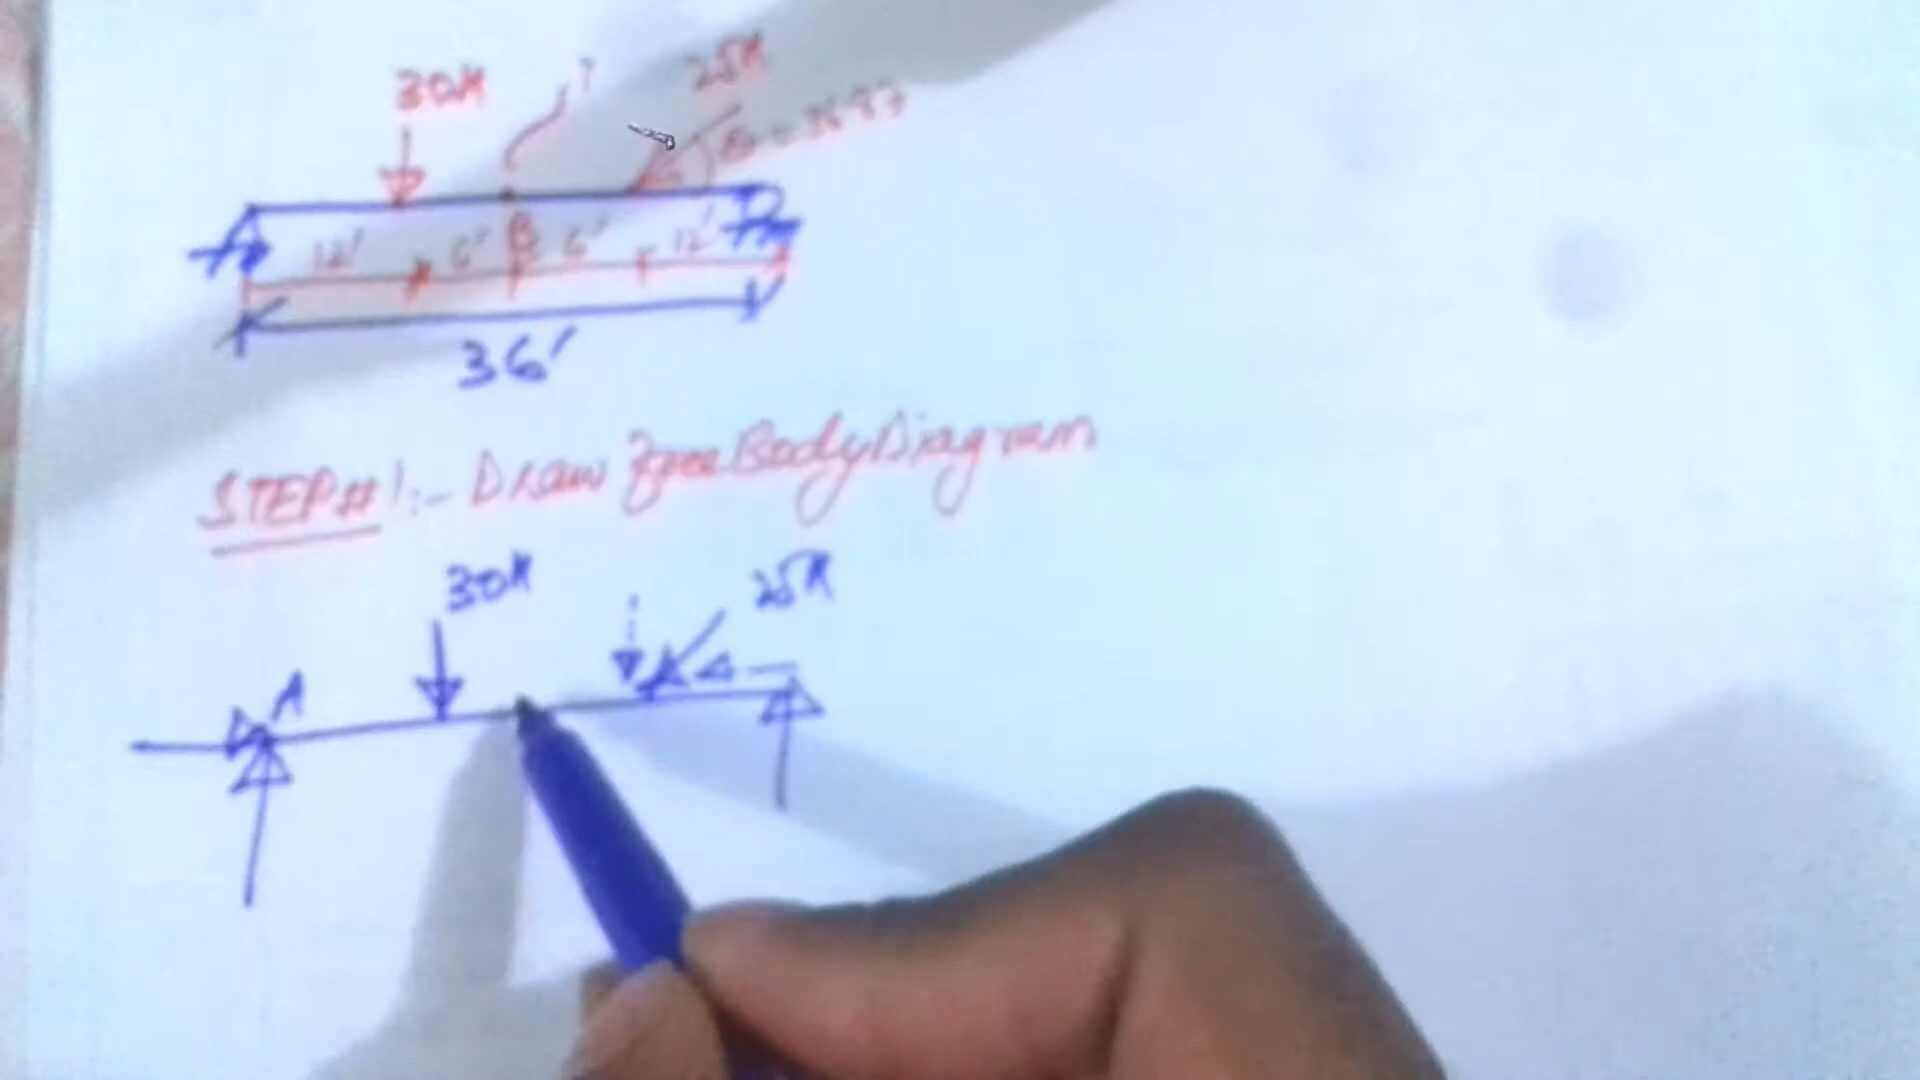 30K
25K
12' 6' B 6' 12'
36'
STEP#1:- Draw Free Body Diagram
30K 25K
A